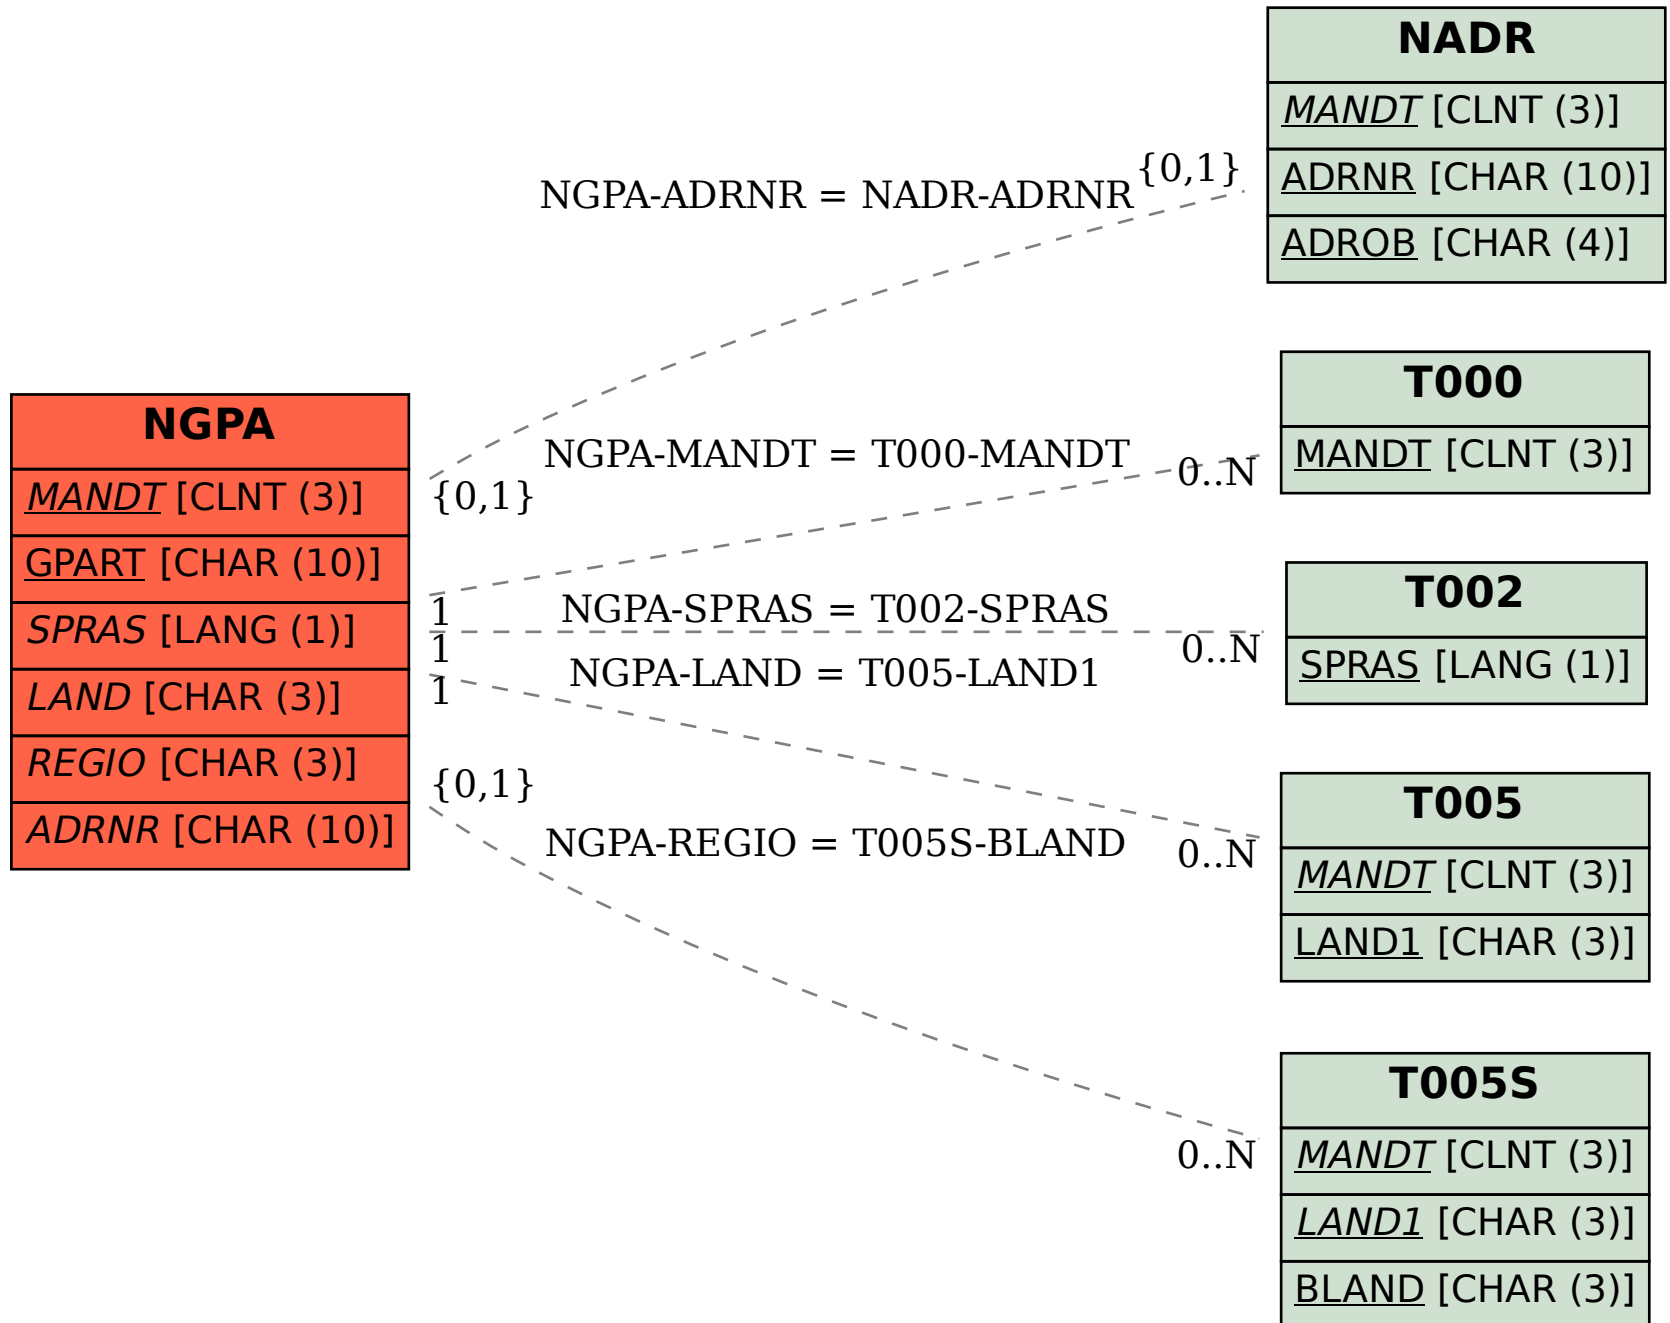 NGPA
MANDT [CLNT (3)]
GPART [CHAR (10)]
SPRAS [LANG (1)]
LAND [CHAR (3)]
REGIO [CHAR (3)]
ADRNR [CHAR (10)]
NGPA-ADRNR = NADR-ADRNR
{0,1}
{0,1}
NGPA-MANDT = T000-MANDT
0..N
1
NGPA-SPRAS = T002-SPRAS
0..N
1
NGPA-LAND = T005-LAND1
0..N
1
NGPA-REGIO = T005S-BLAND
0..N
{0,1}
NADR
MANDT [CLNT (3)]
ADRNR [CHAR (10)]
ADROB [CHAR (4)]
T000
MANDT [CLNT (3)]
T002
SPRAS [LANG (1)]
T005
MANDT [CLNT (3)]
LAND1 [CHAR (3)]
T005S
MANDT [CLNT (3)]
LAND1 [CHAR (3)]
BLAND [CHAR (3)]